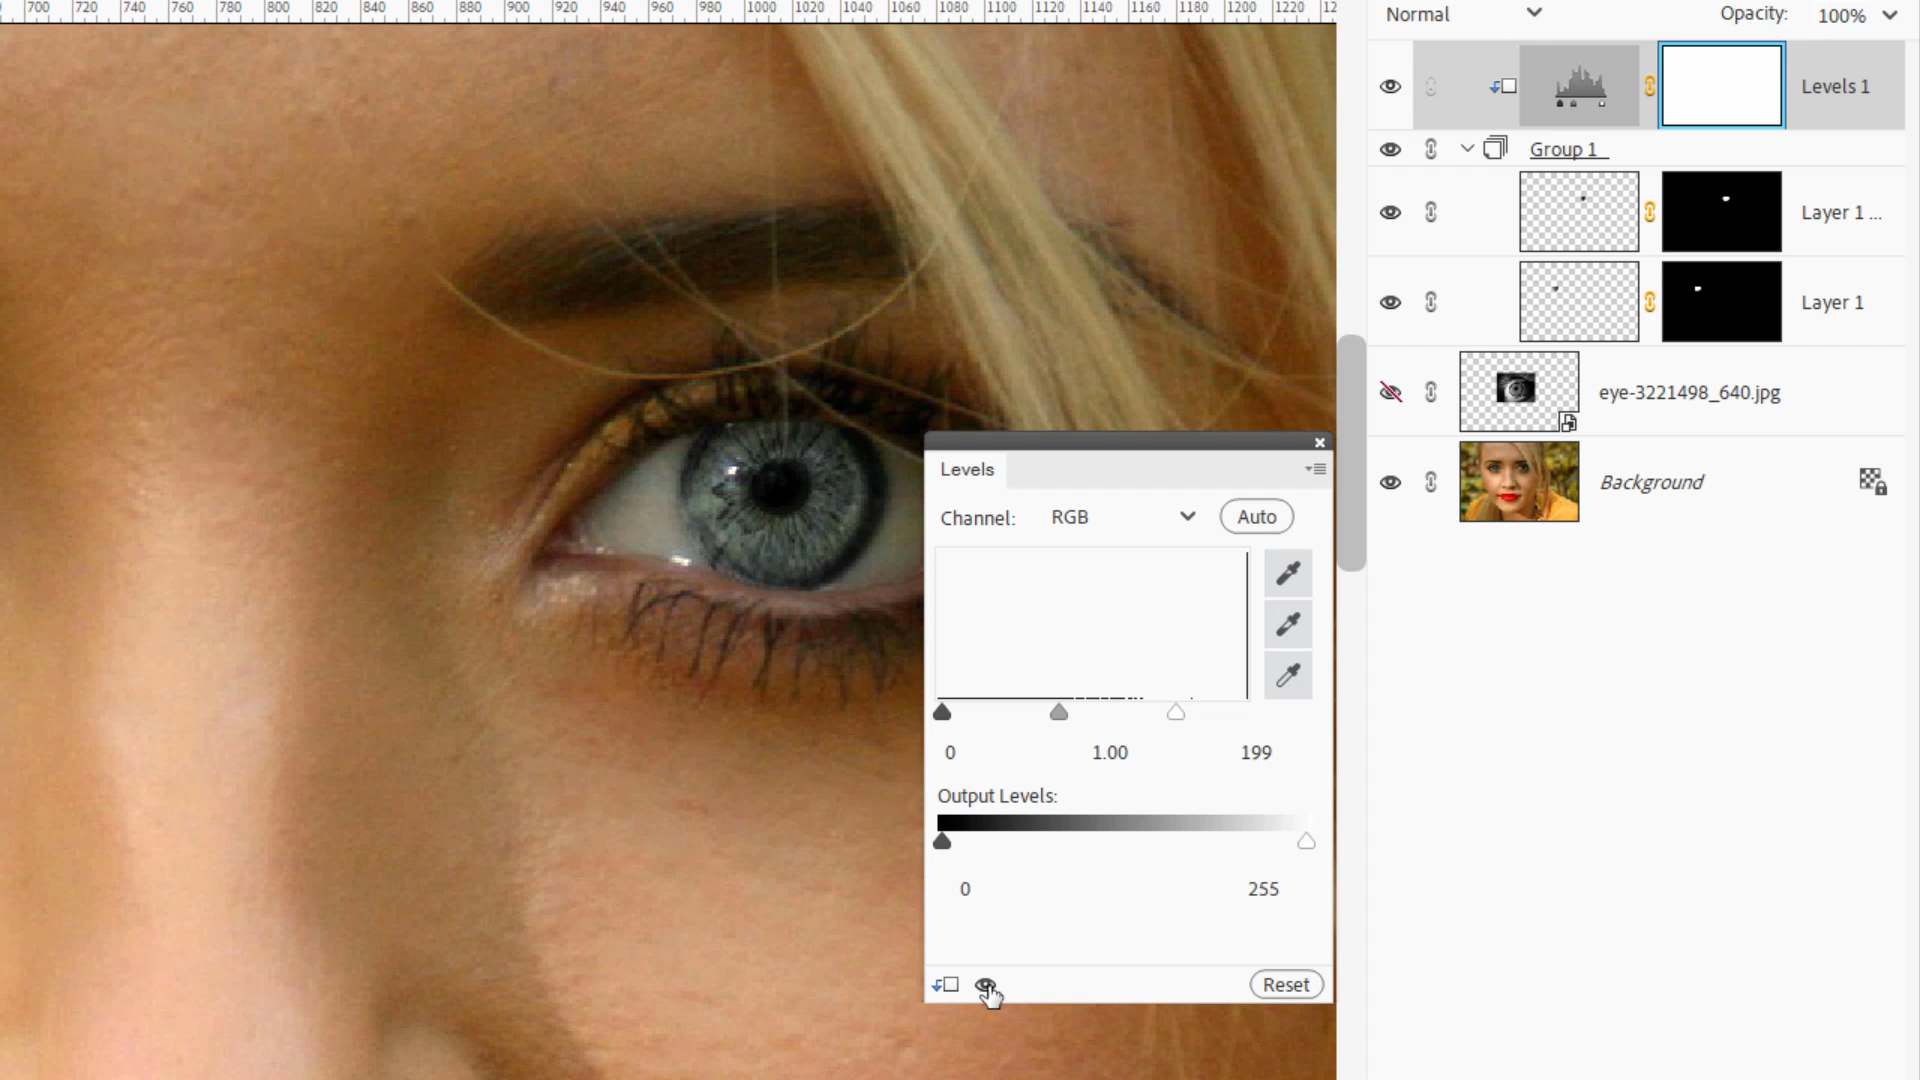 700 720 740 760 780 800 820 840 860 880 900 920 940 960 980 1000 1020 1040 1060 1080 1100 1120 1140 1160 1180 1200 1220 12
Normal Opacity: 100%
Levels 1
Group 1
Layer 1 ...
Layer 1
eye-3221498_640.jpg
Background
Levels
Channel: RGB Auto
0 1.00 199
Output Levels:
0 255
Reset